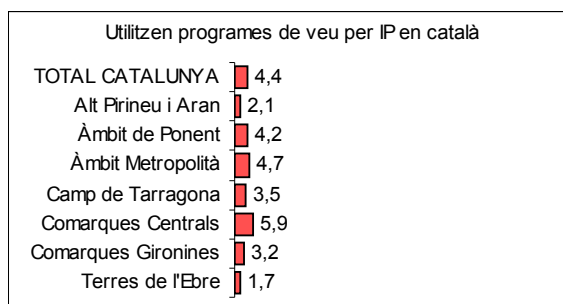 Utilitzen programes de veu per IP en català
TOTAL CATALUNYA 4,4
Alt Pirineu i Aran 2,1
Àmbit de Ponent 4,2
Àmbit Metropolità 4,7
Camp de Tarragona 3,5
Comarques Centrals 5,9
Comarques Gironines 3,2
Terres de l'Ebre 1,7